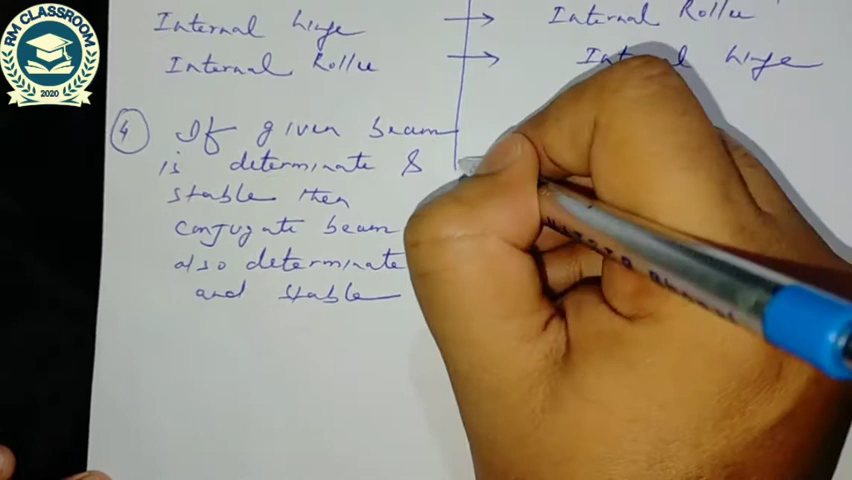 RM CLASSROOM
2020
Internal hinge → Internal Roller
Internal Roller → Internal hinge
4 If given beam
is determinate &
stable then
conjugate beam
also determinate
and stable